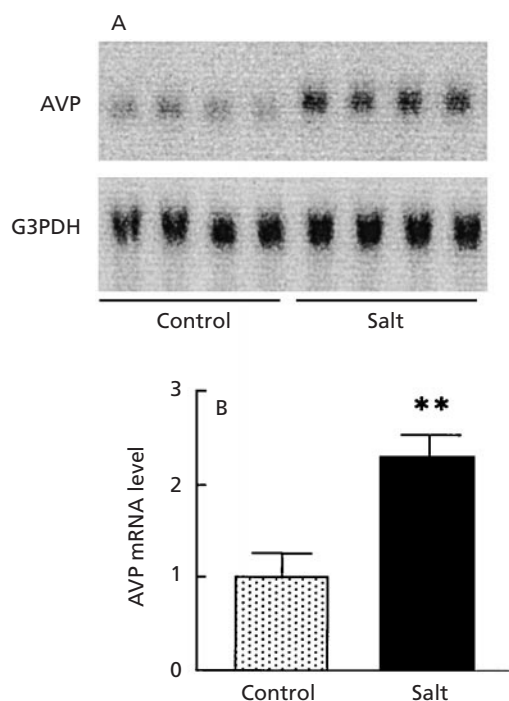 A
AVP
G3PDH
Control Salt
B
**
AVP mRNA level
3
2
1
0
Control Salt